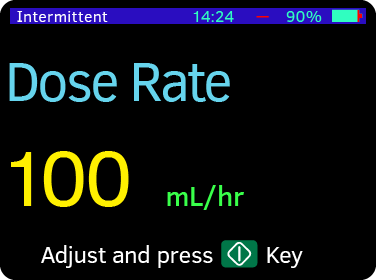 Intermittent 14:24 — 90%
Dose Rate
100 mL/hr
Adjust and press Key